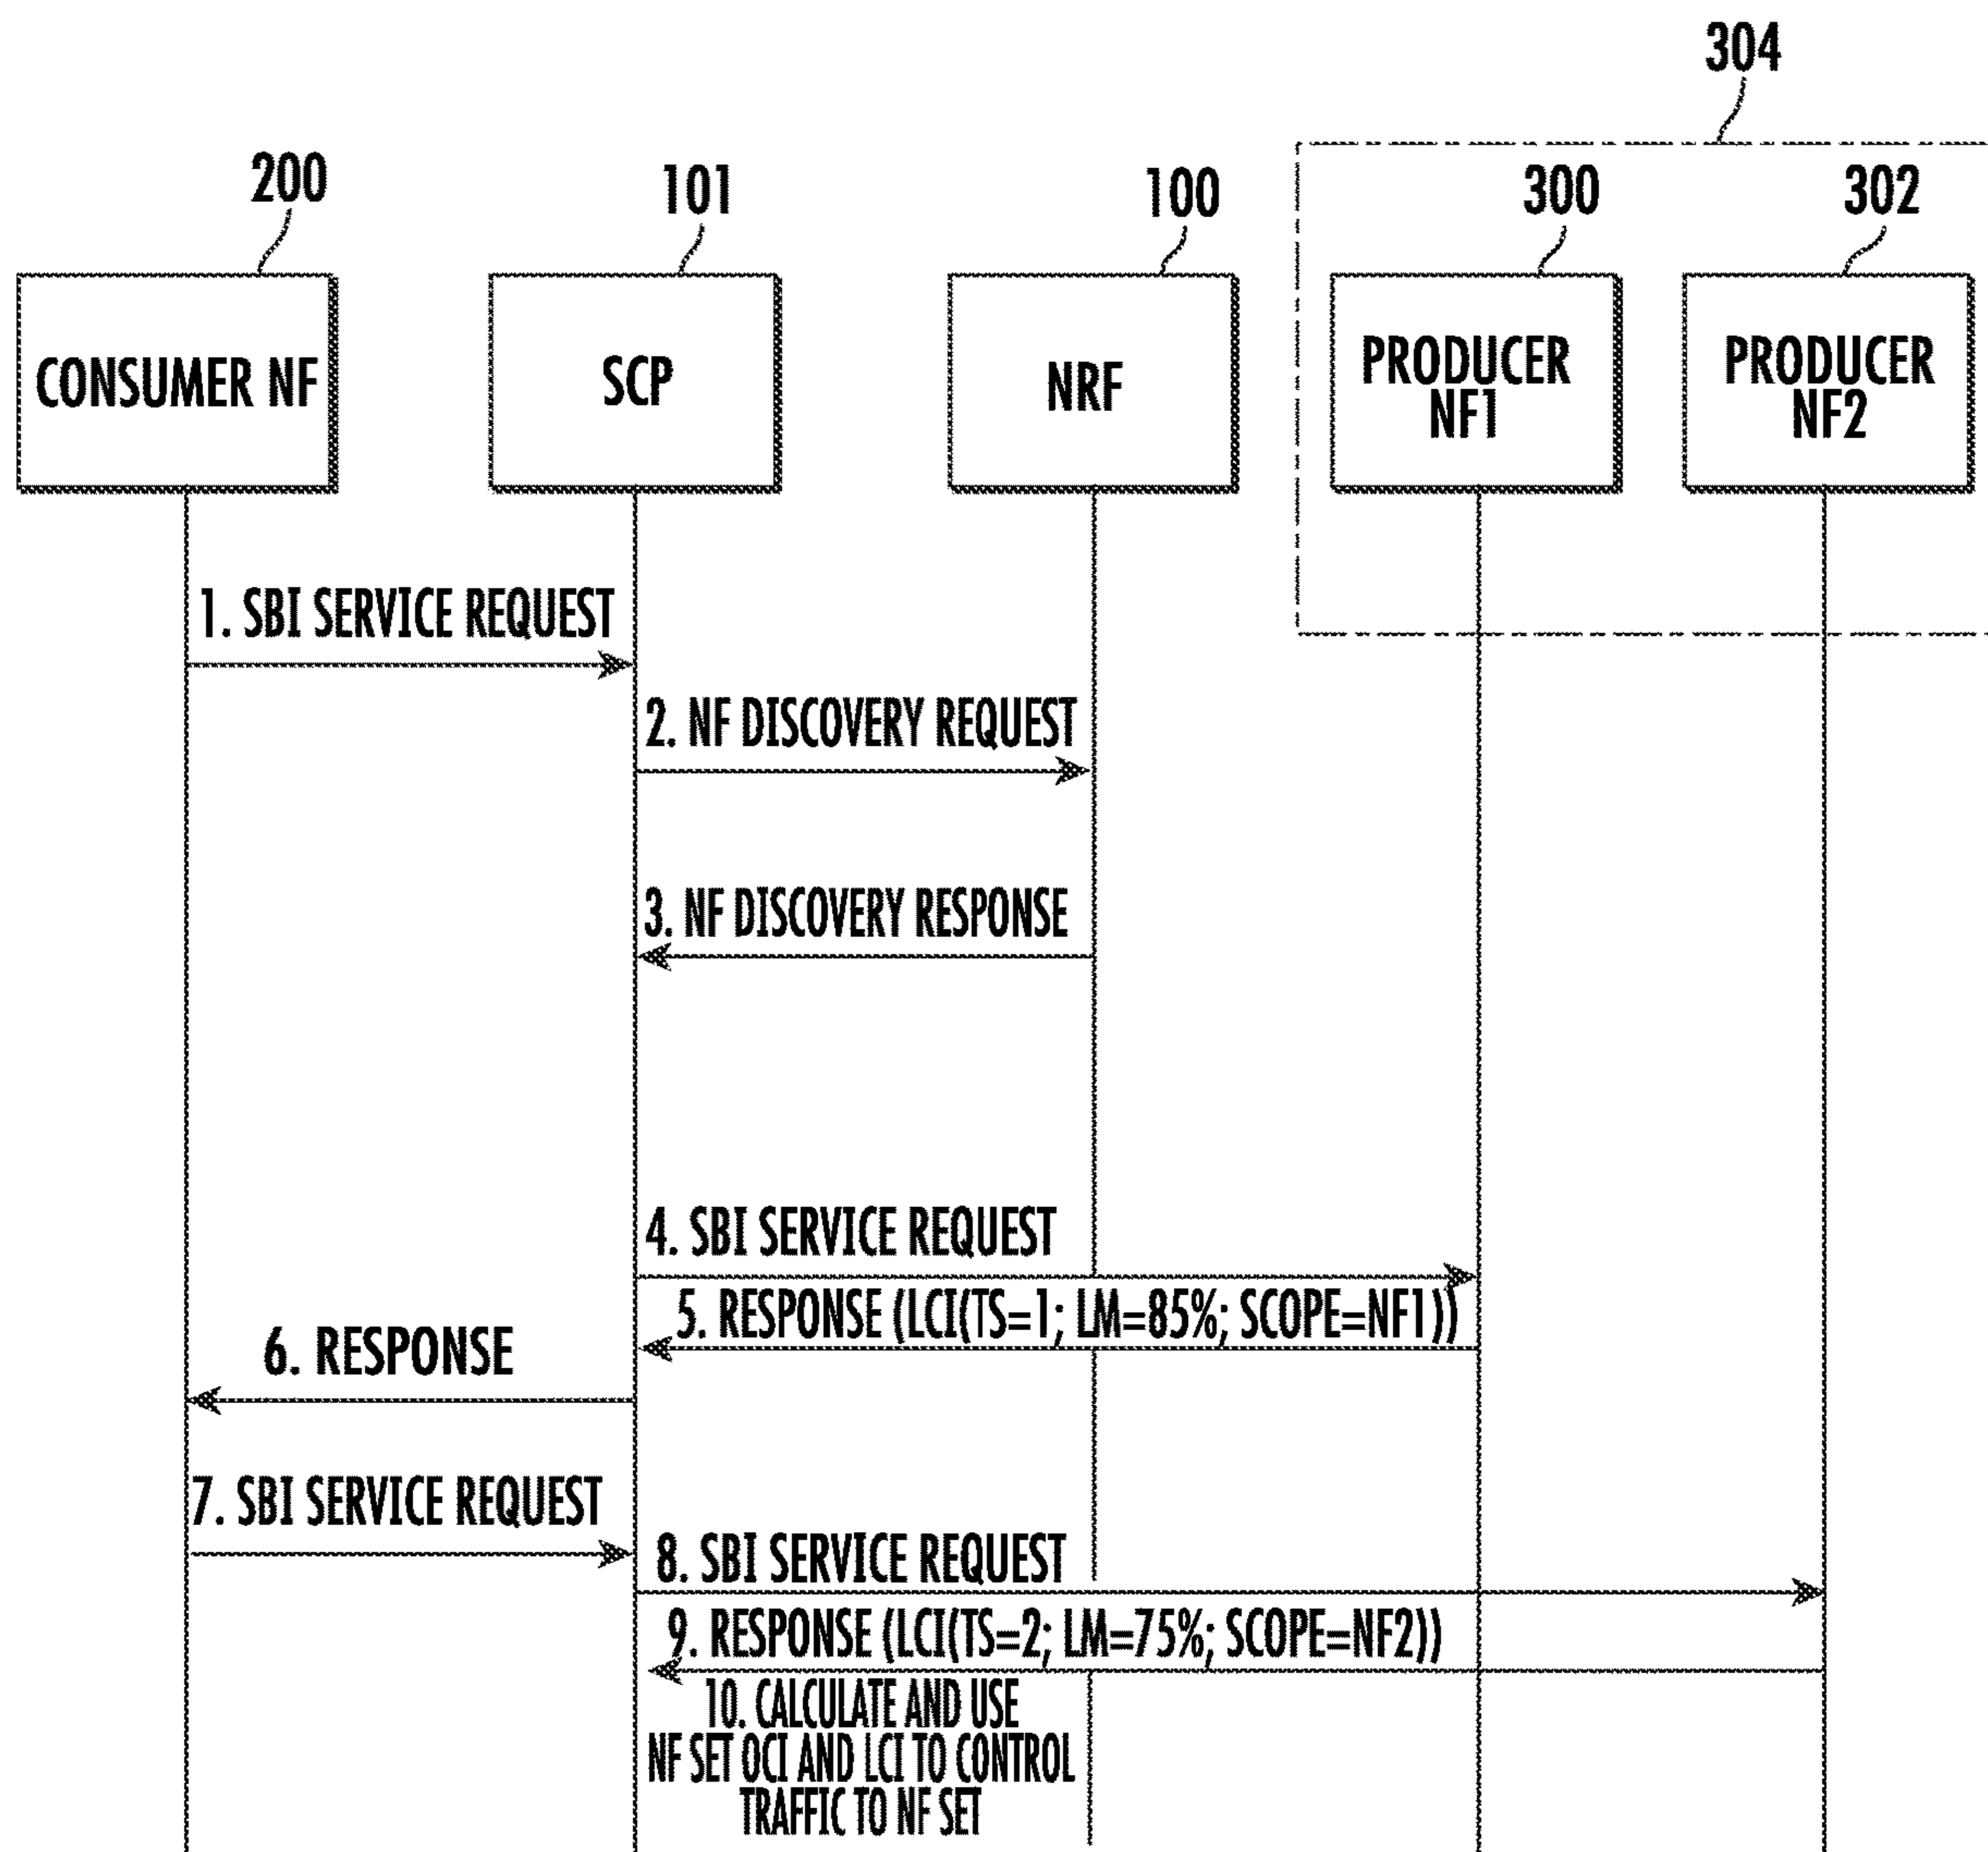 304
200
101
100
300
302
CONSUMER NF
SCP
NRF
PRODUCER
NF1
PRODUCER
NF2
1. SBI SERVICE REQUEST
2. NF DISCOVERY REQUEST
3. NF DISCOVERY RESPONSE
4. SBI SERVICE REQUEST
5. RESPONSE (LCI(TS=1; LM=85%; SCOPE=NF1))
6. RESPONSE
7. SBI SERVICE REQUEST
8. SBI SERVICE REQUEST
9. RESPONSE (LCI(TS=2; LM=75%; SCOPE=NF2))
10. CALCULATE AND USE
NF SET OCI AND LCI TO CONTROL
TRAFFIC TO NF SET